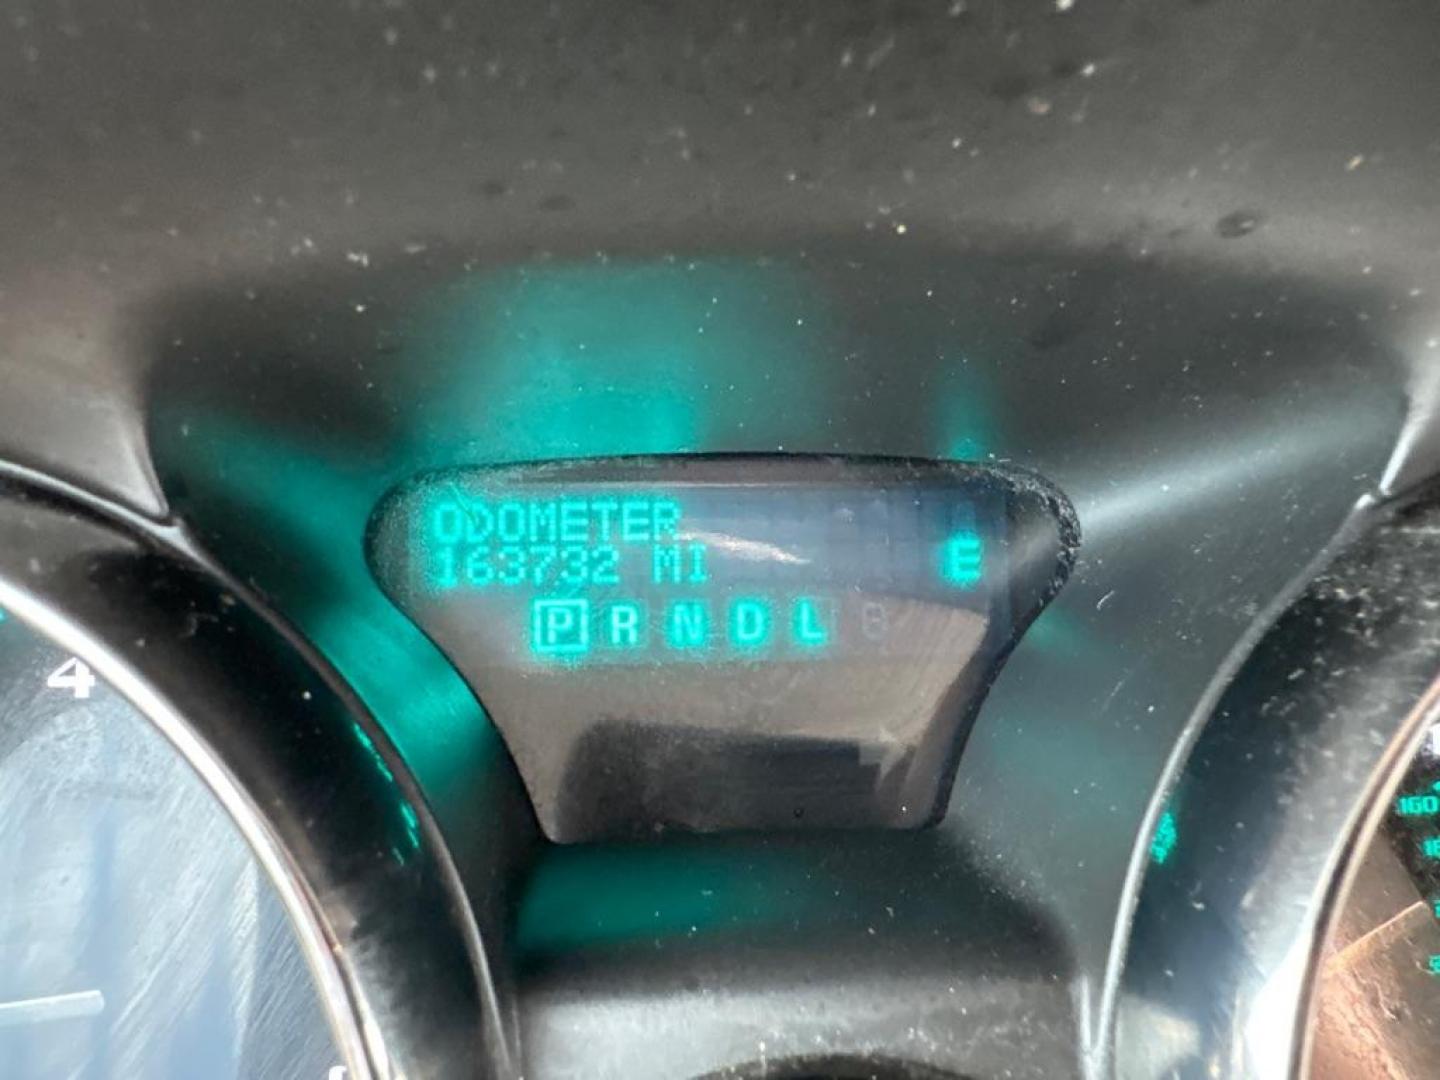 ODOMETER
163732 MI
E
P R N D L
4
160